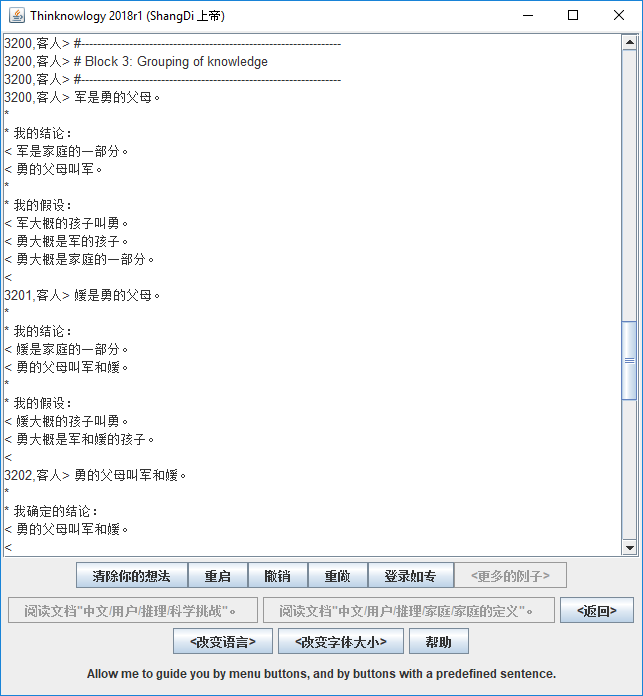 Thinknowlogy 2018r1 (ShangDi 上帝)
3200,客人> #-----------------------------------------------------------------
3200,客人> # Block 3: Grouping of knowledge
3200,客人> #-----------------------------------------------------------------
3200,客人> 军是勇的父母。
*
* 我的结论：
< 军是家庭的一部分。
< 勇的父母叫军。
*
* 我的假设：
< 军大概的孩子叫勇。
< 勇大概是军的孩子。
< 勇大概是家庭的一部分。
<
3201,客人> 媛是勇的父母。
*
* 我的结论：
< 媛是家庭的一部分。
< 勇的父母叫军和媛。
*
* 我的假设：
< 媛大概的孩子叫勇。
< 勇大概是军和媛的孩子。
<
3202,客人> 勇的父母叫军和媛。
*
* 我确定的结论：
< 勇的父母叫军和媛。
<
清除你的想法 重启 撤销 重做 登录如专 <更多的例子>
阅读文档"中文/用户/推理/科学挑战"。 阅读文档"中文/用户/推理/家庭/家庭的定义"。 <返回>
<改变语言> <改变字体大小> 帮助
Allow me to guide you by menu buttons, and by buttons with a predefined sentence.